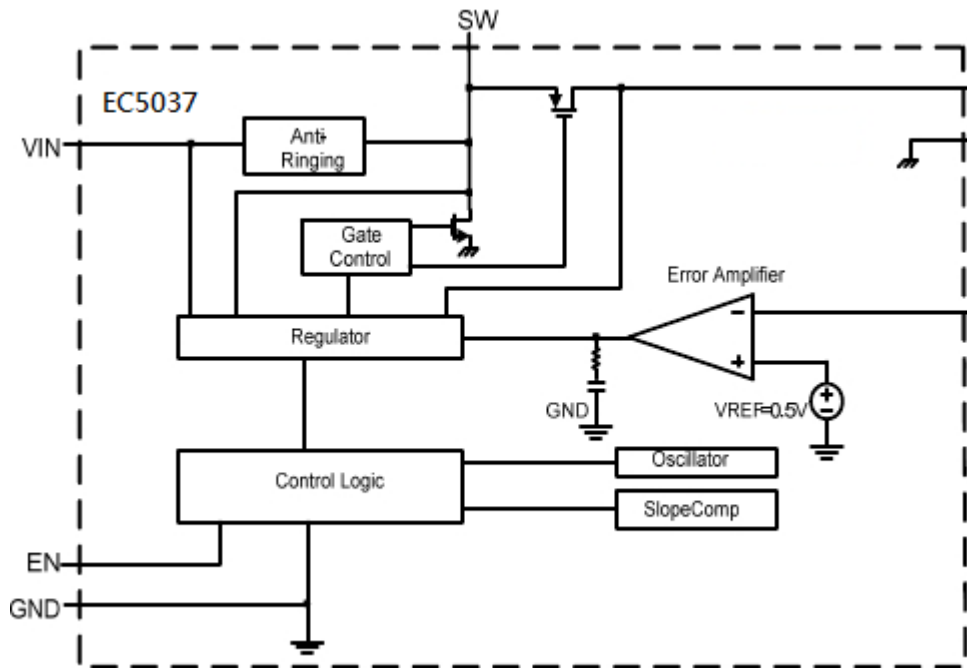 SW
EC5037
VIN
Anti-
Ringing
Gate
Control
Error Amplifier
Regulator
GND
VREF=0.5V
Control Logic
Oscillator
SlopeComp
EN
GND